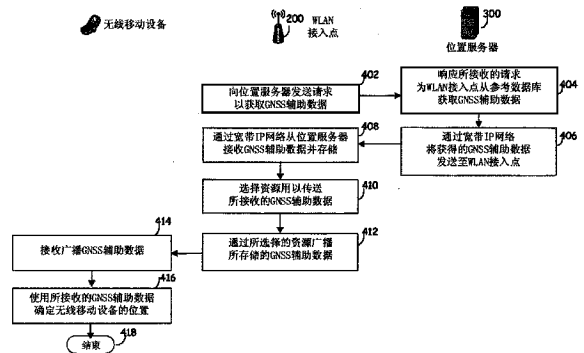 无线移动设备
200
WLAN
接入点
300
位置服务器
402
向位置服务器发送请求
以获取GNSS辅助数据
404
响应所接收的请求
为WLAN接入点从参考数据库
获取GNSS辅助数据
406
通过宽带IP网络
将获得的GNSS辅助数据
发送至WLAN接入点
408
通过宽带IP网络从位置服务器
接收GNSS辅助数据并存储
410
选择资源用以传送
所接收的GNSS辅助数据
412
通过所选择的资源广播
所存储的GNSS辅助数据
414
接收广播GNSS辅助数据
416
使用所接收的GNSS辅助数据
确定无线移动设备的位置
418
结束